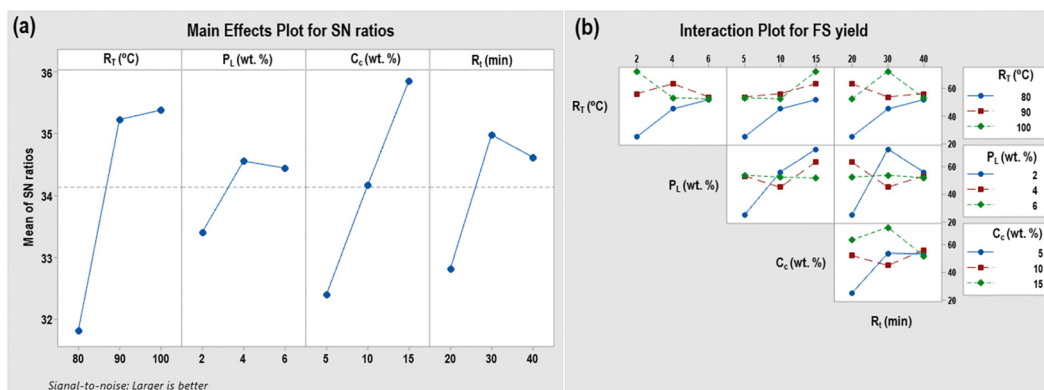 (a)
Main Effects Plot for SN ratios
R_T (ºC) P_L (wt. %) C_c (wt. %) R_t (min)
Mean of SN ratios
36
35
34
33
32
80 90 100 2 4 6 5 10 15 20 30 40
Signal-to-noise: Larger is better
(b)
Interaction Plot for FS yield
2 4 6 5 10 15 20 30 40
R_T (ºC)
60
40
20
R_T (ºC)
80
90
100
P_L (wt. %)
60
40
20
P_L (wt. %)
2
4
6
C_c (wt. %)
60
40
20
C_c (wt. %)
5
10
15
R_t (min)